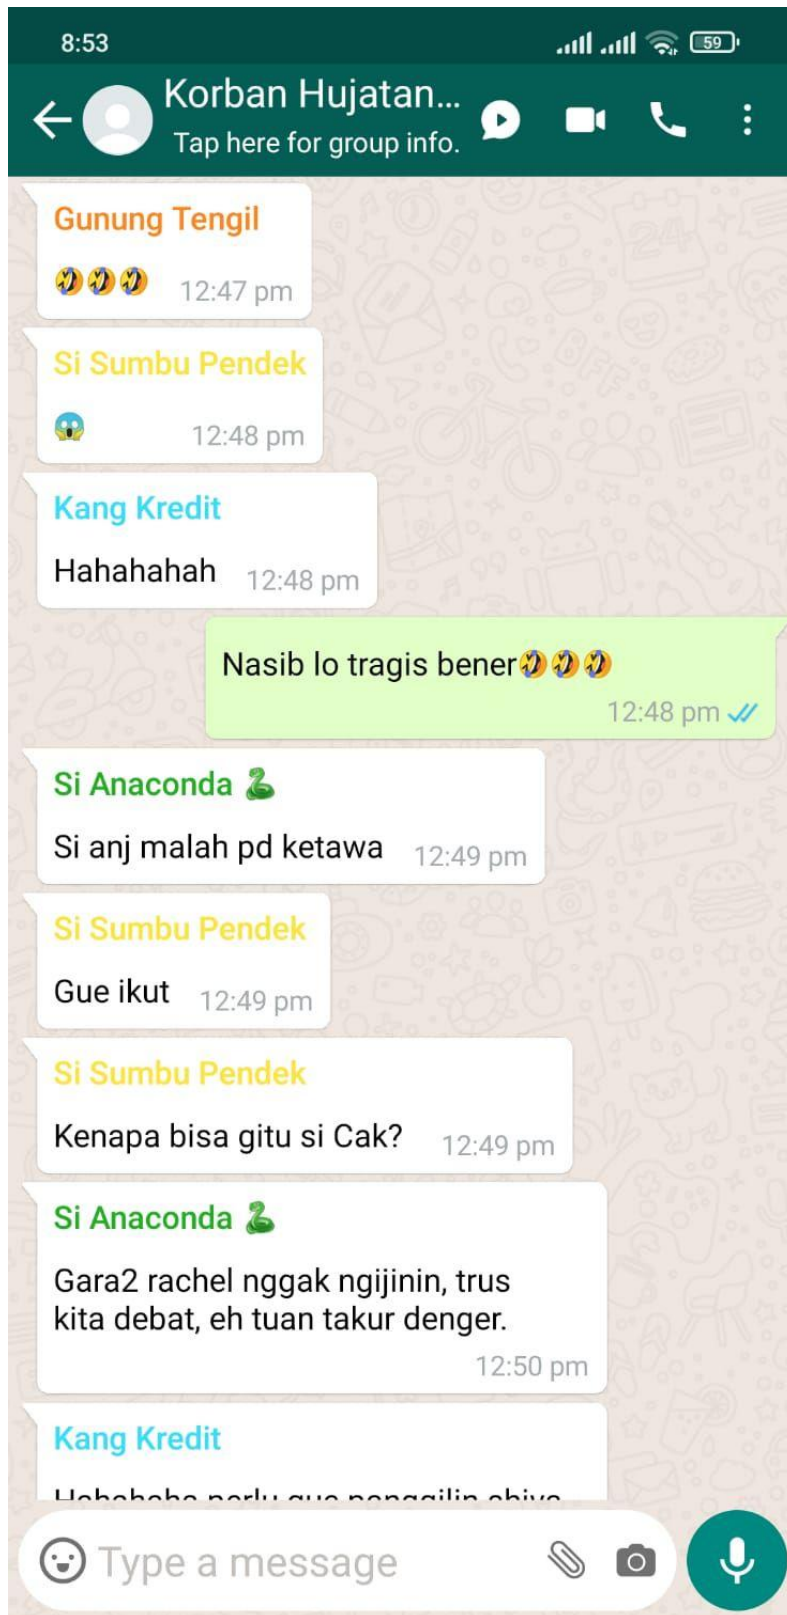 8:53
59
Korban Hujatan...
Tap here for group info.
Gunung Tengil
🤣🤣🤣 12:47 pm
Si Sumbu Pendek
😱 12:48 pm
Kang Kredit
Hahahahah 12:48 pm
Nasib lo tragis bener🤣🤣🤣
12:48 pm
Si Anaconda 🐍
Si anj malah pd ketawa 12:49 pm
Si Sumbu Pendek
Gue ikut 12:49 pm
Si Sumbu Pendek
Kenapa bisa gitu si Cak? 12:49 pm
Si Anaconda 🐍
Gara2 rachel nggak ngijinin, trus
kita debat, eh tuan takur denger.
12:50 pm
Kang Kredit
Hahahaha perlu gue panggilin
Type a message